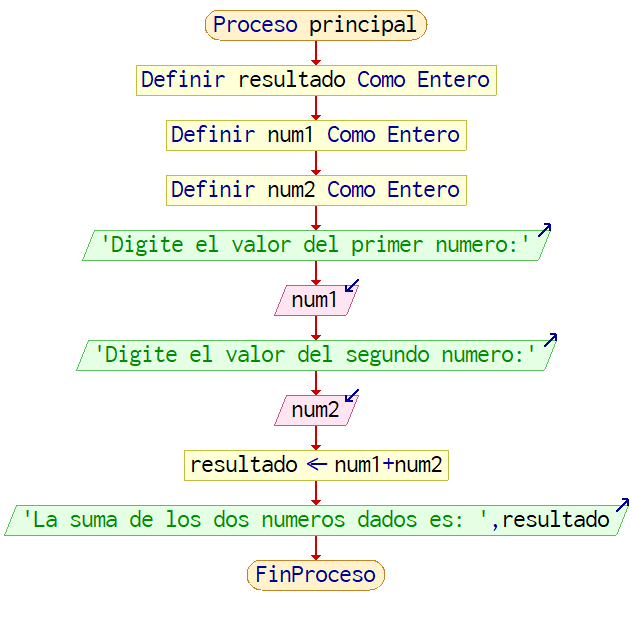 Proceso principal
Definir resultado Como Entero
Definir num1 Como Entero
Definir num2 Como Entero
'Digite el valor del primer numero:'
num1
'Digite el valor del segundo numero:'
num2
resultado ← num1+num2
'La suma de los dos numeros dados es: ',resultado
FinProceso